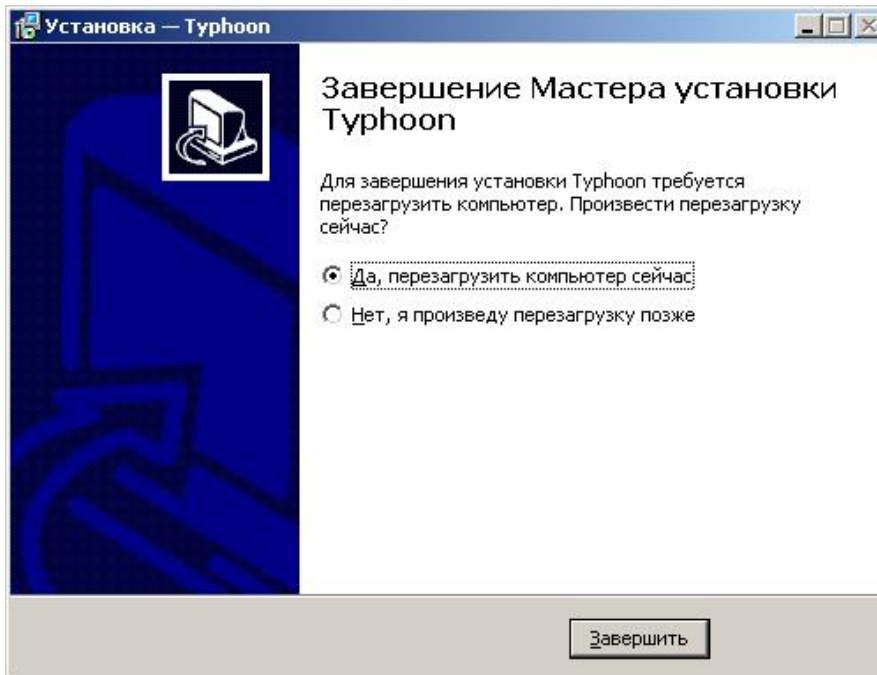 Установка — Typhoon
Завершение Мастера установки
Typhoon
Для завершения установки Typhoon требуется
перезагрузить компьютер. Произвести перезагрузку
сейчас?
Да, перезагрузить компьютер сейчас
Нет, я произведу перезагрузку позже
Завершить